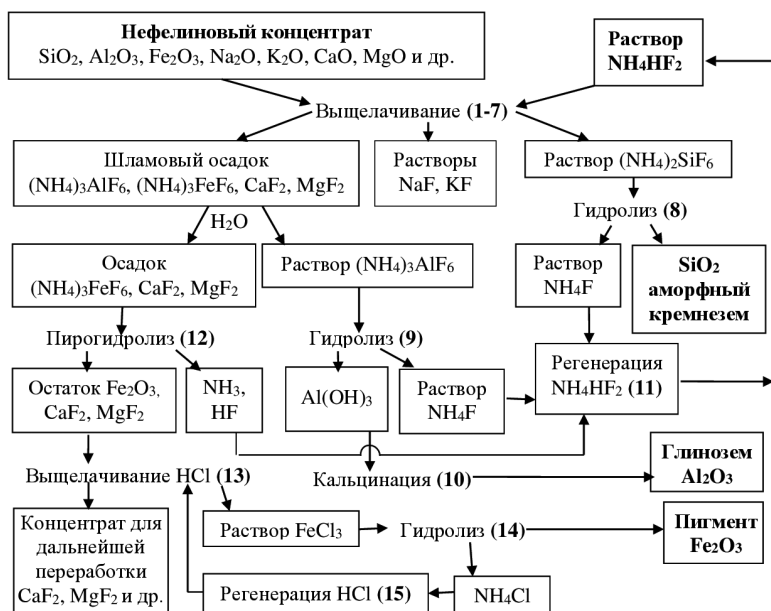 Нефелиновый концентрат
SiO2, Al2O3, Fe2O3, Na2O, K2O, CaO, MgO и др.
Раствор
NH4HF2
Выщелачивание (1-7)
Шламовый осадок
(NH4)3AlF6, (NH4)3FeF6, CaF2, MgF2
Растворы
NaF, KF
Раствор (NH4)2SiF6
H2O
Гидролиз (8)
Осадок
(NH4)3FeF6, CaF2, MgF2
Раствор (NH4)3AlF6
Раствор
NH4F
SiO2
аморфный
кремнезем
Пирогидролиз (12)
Гидролиз (9)
Остаток Fe2O3,
CaF2, MgF2
NH3,
HF
Al(OH)3
Раствор
NH4F
Регенерация
NH4HF2 (11)
Выщелачивание HCl (13)
Кальцинация (10)
Глинозем
Al2O3
Концентрат для
дальнейшей
переработки
CaF2, MgF2 и др.
Раствор FeCl3
Гидролиз (14)
Пигмент
Fe2O3
Регенерация HCl (15)
NH4Cl